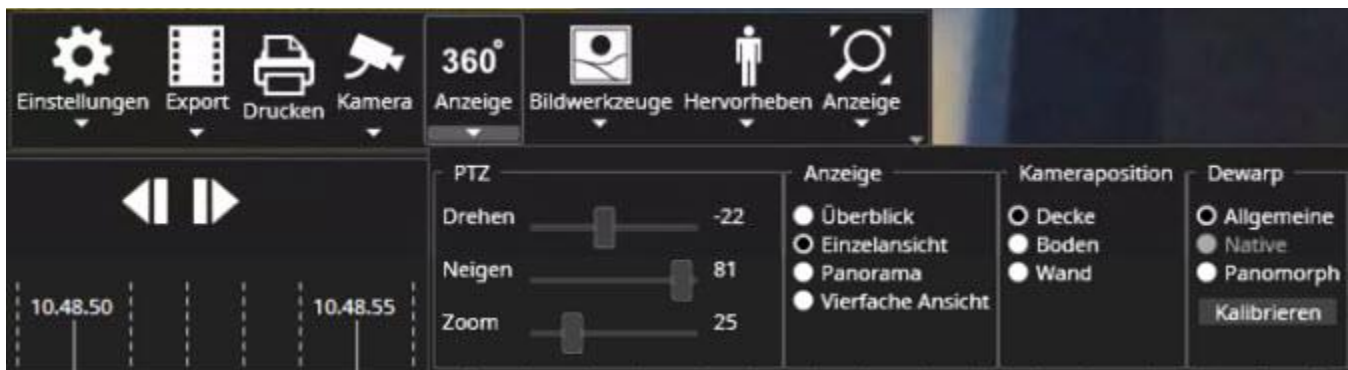 360°
Einstellungen Export Drucken Kamera Anzeige Bildwerkzeuge Hervorheben Anzeige
PTZ
Drehen -22
Neigen 81
Zoom 25
Anzeige
Überblick
Einzelansicht
Panorama
Vierfache Ansicht
Kameraposition
Decke
Boden
Wand
Dewarp
Allgemeine
Native
Panomorph
Kalibrieren
10.48.50 10.48.55